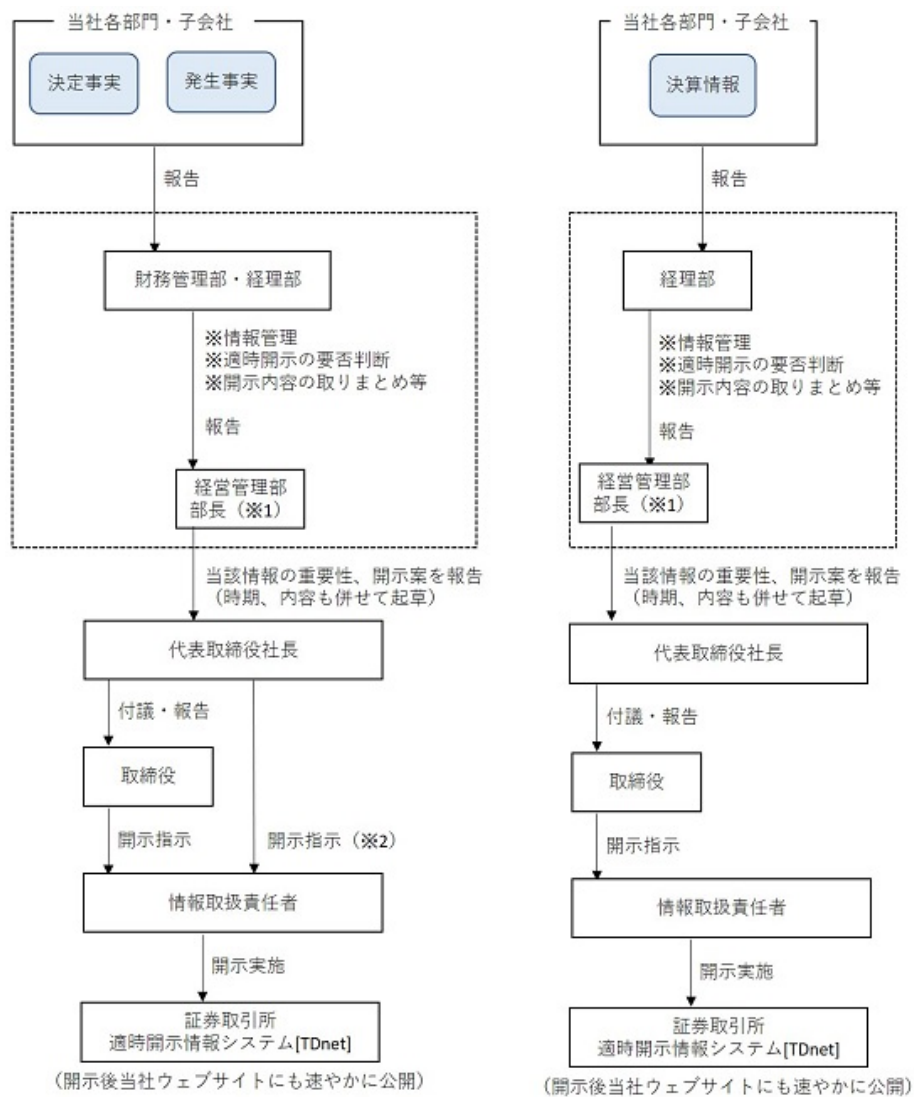 当社各部門・子会社
決定事実
発生事実
報告
財務管理部・経理部
※情報管理
※適時開示の要否判断
※開示内容の取りまとめ等
報告
経営管理部
部長（※1）
当該情報の重要性、開示案を報告
（時期、内容も併せて起草）
代表取締役社長
付議・報告
取締役
開示指示
開示指示（※2）
情報取扱責任者
開示実施
証券取引所
適時開示情報システム[TDnet]
（開示後当社ウェブサイトにも速やかに公開）
当社各部門・子会社
決算情報
報告
経理部
※情報管理
※適時開示の要否判断
※開示内容の取りまとめ等
報告
経営管理部
部長（※1）
当該情報の重要性、開示案を報告
（時期、内容も併せて起草）
代表取締役社長
付議・報告
取締役
開示指示
情報取扱責任者
開示実施
証券取引所
適時開示情報システム[TDnet]
（開示後当社ウェブサイトにも速やかに公開）